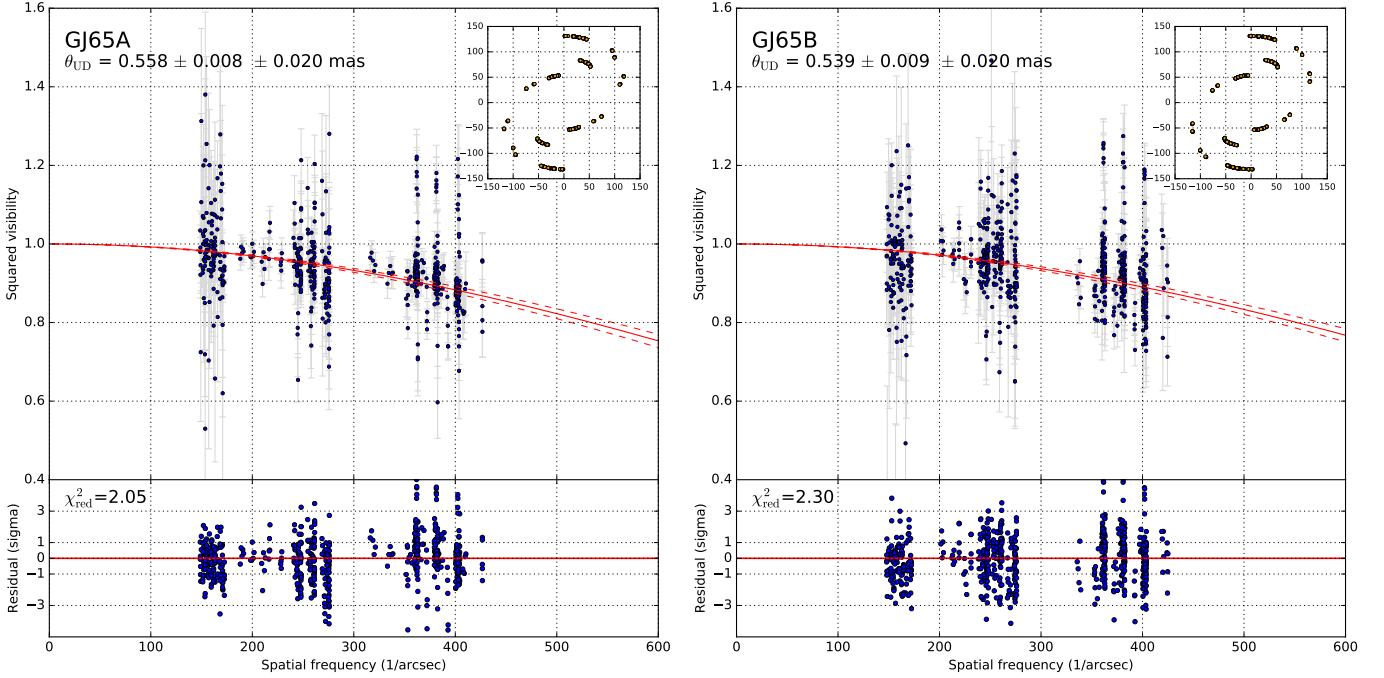 GJ65A
θUD = 0.558 ± 0.008 ± 0.020 mas
1.6
1.4
1.2
1.0
0.8
0.6
0.4
Squared visibility
150
100
50
0
−50
−100
−150
−150 −100 −50 0 50 100 150
χ²red=2.05
3
1
0
−1
−3
Residual (sigma)
0 100 200 300 400 500 600
Spatial frequency (1/arcsec)
GJ65B
θUD = 0.539 ± 0.009 ± 0.020 mas
1.6
1.4
1.2
1.0
0.8
0.6
0.4
Squared visibility
150
100
50
0
−50
−100
−150
−150 −100 −50 0 50 100 150
χ²red=2.30
3
1
0
−1
−3
Residual (sigma)
0 100 200 300 400 500 600
Spatial frequency (1/arcsec)